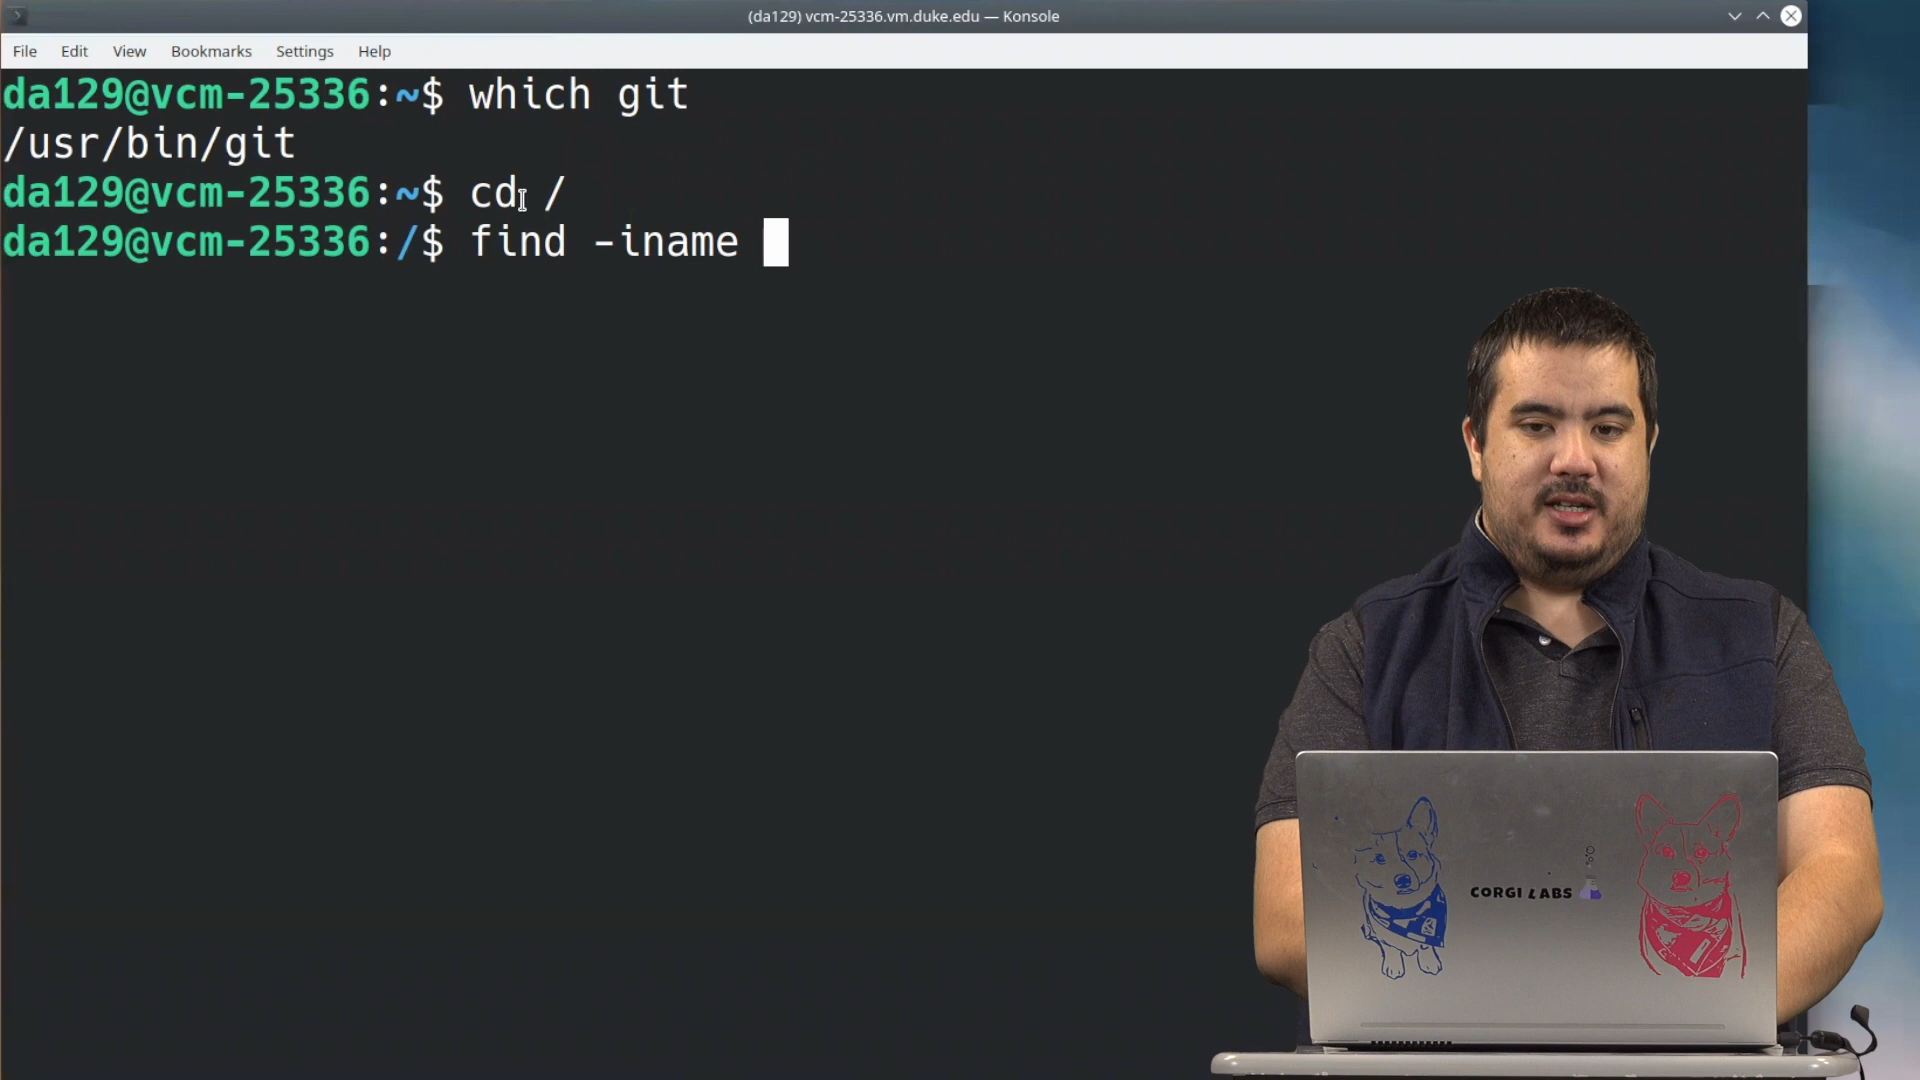 (da129) vcm-25336.vm.duke.edu — Konsole
File Edit View Bookmarks Settings Help
da129@vcm-25336:~$ which git
/usr/bin/git
da129@vcm-25336:~$ cd /
da129@vcm-25336:/$ find -iname
CORGI LABS